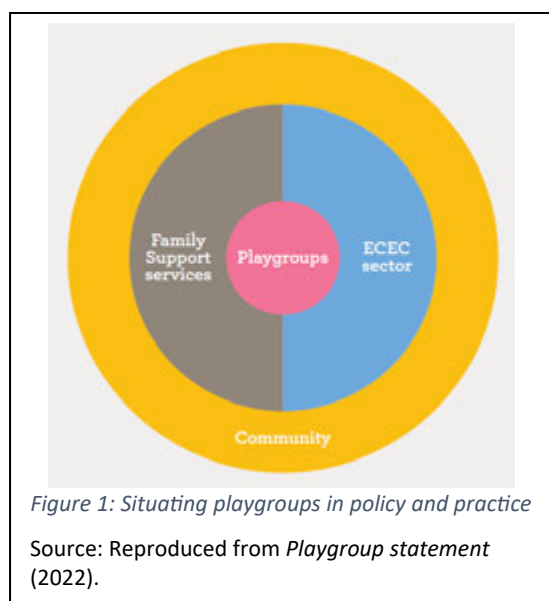 Family
Support
services
Playgroups
ECEC
sector
Community
Figure 1: Situating playgroups in policy and practice
Source: Reproduced from Playgroup statement
(2022).